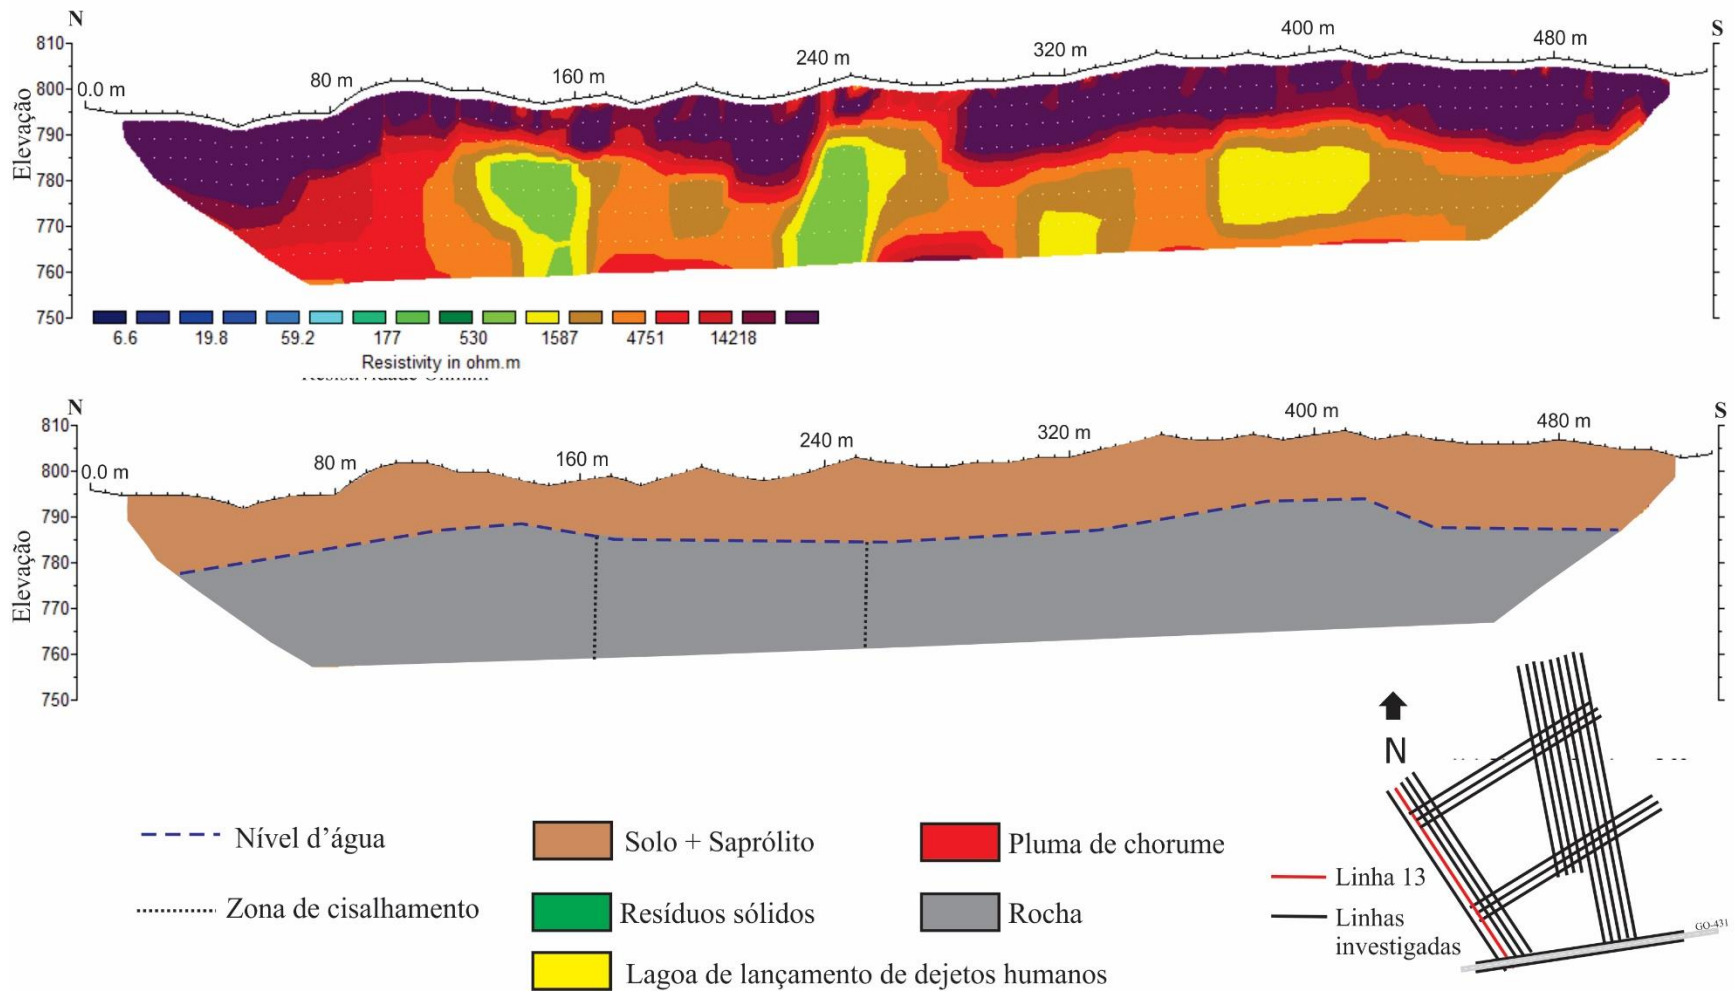 N
S
400 m
480 m
320 m
240 m
160 m
80 m
0.0 m
810
800
790
780
770
760
750
Elevação
6.6 19.8 59.2 177 530 1587 4751 14218
Resistivity in ohm.m
N
S
400 m
480 m
320 m
240 m
160 m
80 m
0.0 m
810
800
790
780
770
760
750
Elevação
N
Nível d’água
Zona de cisalhamento
Solo + Saprólito
Resíduos sólidos
Lagoa de lançamento de dejetos humanos
Pluma de chorume
Rocha
Linha 13
Linhas
investigadas
GO-431